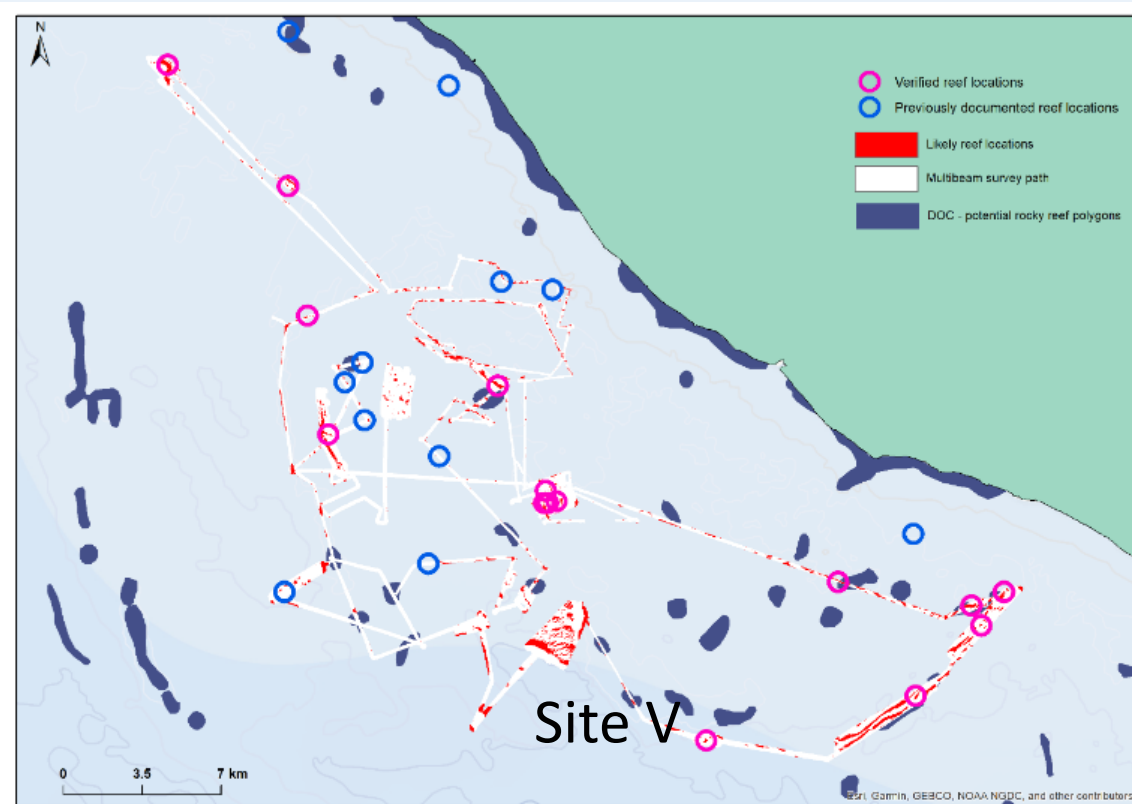 N
Verified reef locations
Previously documented reef locations
Likely reef locations
Multibeam survey path
DOC - potential rocky reef polygons
Site V
0 3.5 7 km
Esri, Garmin, GEBCO, NOAA NGDC, and other contributors